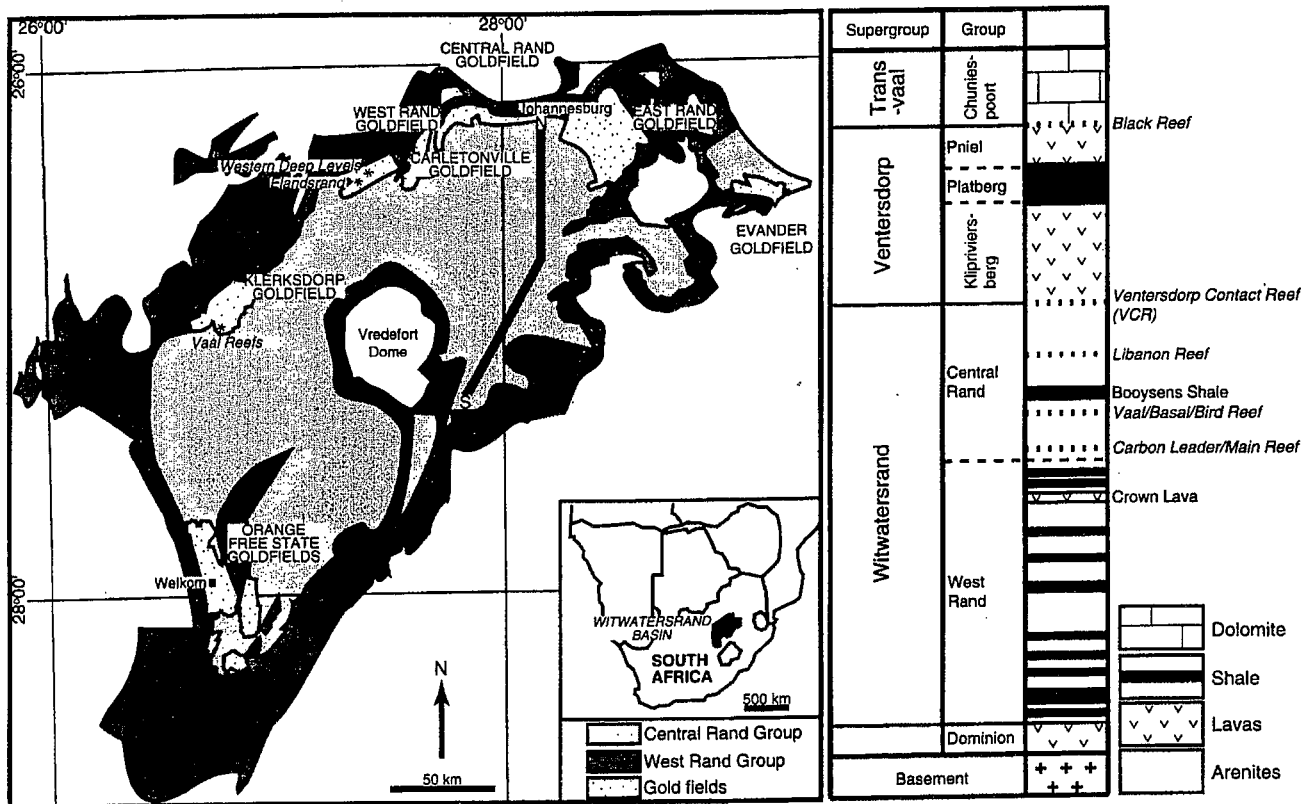 26°00'
28°00'
26°00'
28°00'
CENTRAL RAND
GOLDFIELD
WEST RAND
GOLDFIELD
Johannesburg
EAST RAND
GOLDFIELD
N
Western Deep Levels
Elandsrand
CARLETONVILLE
GOLDFIELD
EVANDER
GOLDFIELD
KLERKSDORP
GOLDFIELD
Vaal Reefs
Vredefort
Dome
S
ORANGE
FREE STATE
GOLDFIELDS
Welkom
N
50 km
WITWATERSRAND
BASIN
SOUTH
AFRICA
500 km
Central Rand Group
West Rand Group
Gold fields
Supergroup
Group
Trans
-vaal
Chunies-
poort
Black Reef
Ventersdorp
Pniel
Platberg
Klipriviers-
berg
Ventersdorp Contact Reef
(VCR)
Witwatersrand
Central
Rand
Libanon Reef
Booysens Shale
Vaal/Basal/Bird Reef
Carbon Leader/Main Reef
Crown Lava
West
Rand
Dominion
Basement
Dolomite
Shale
Lavas
Arenites